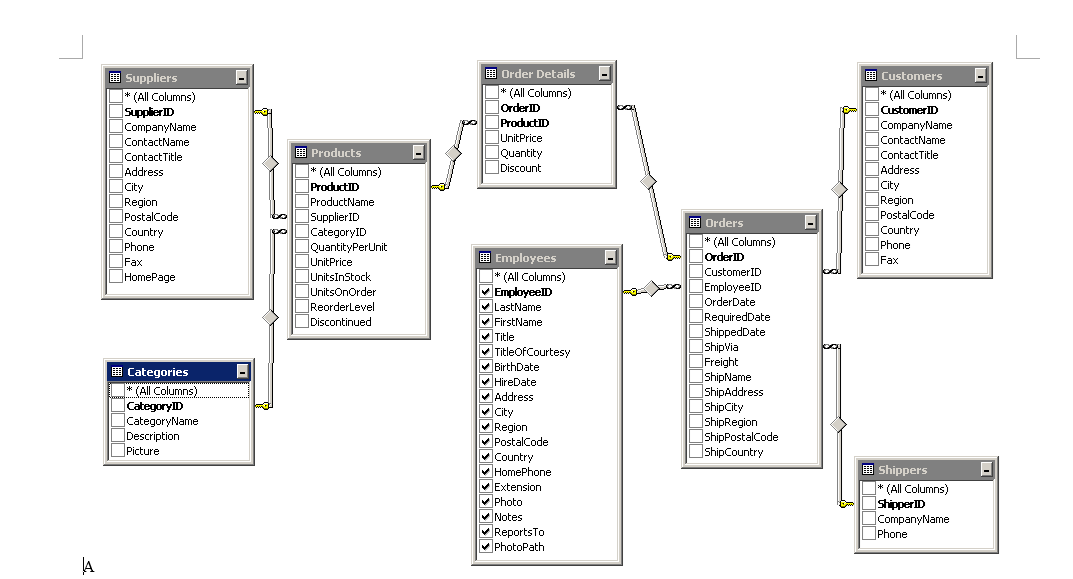 Suppliers
* (All Columns)
SupplierID
CompanyName
ContactName
ContactTitle
Address
City
Region
PostalCode
Country
Phone
Fax
HomePage
Products
* (All Columns)
ProductID
ProductName
SupplierID
CategoryID
QuantityPerUnit
UnitPrice
UnitsInStock
UnitsOnOrder
ReorderLevel
Discontinued
Categories
* (All Columns)
CategoryID
CategoryName
Description
Picture
Order Details
* (All Columns)
OrderID
ProductID
UnitPrice
Quantity
Discount
Employees
* (All Columns)
EmployeeID
LastName
FirstName
Title
TitleOfCourtesy
BirthDate
HireDate
Address
City
Region
PostalCode
Country
HomePhone
Extension
Photo
Notes
ReportsTo
PhotoPath
Orders
* (All Columns)
OrderID
CustomerID
EmployeeID
OrderDate
RequiredDate
ShippedDate
ShipVia
Freight
ShipName
ShipAddress
ShipCity
ShipRegion
ShipPostalCode
ShipCountry
Customers
* (All Columns)
CustomerID
CompanyName
ContactName
ContactTitle
Address
City
Region
PostalCode
Country
Phone
Fax
Shippers
* (All Columns)
ShipperID
CompanyName
Phone
A